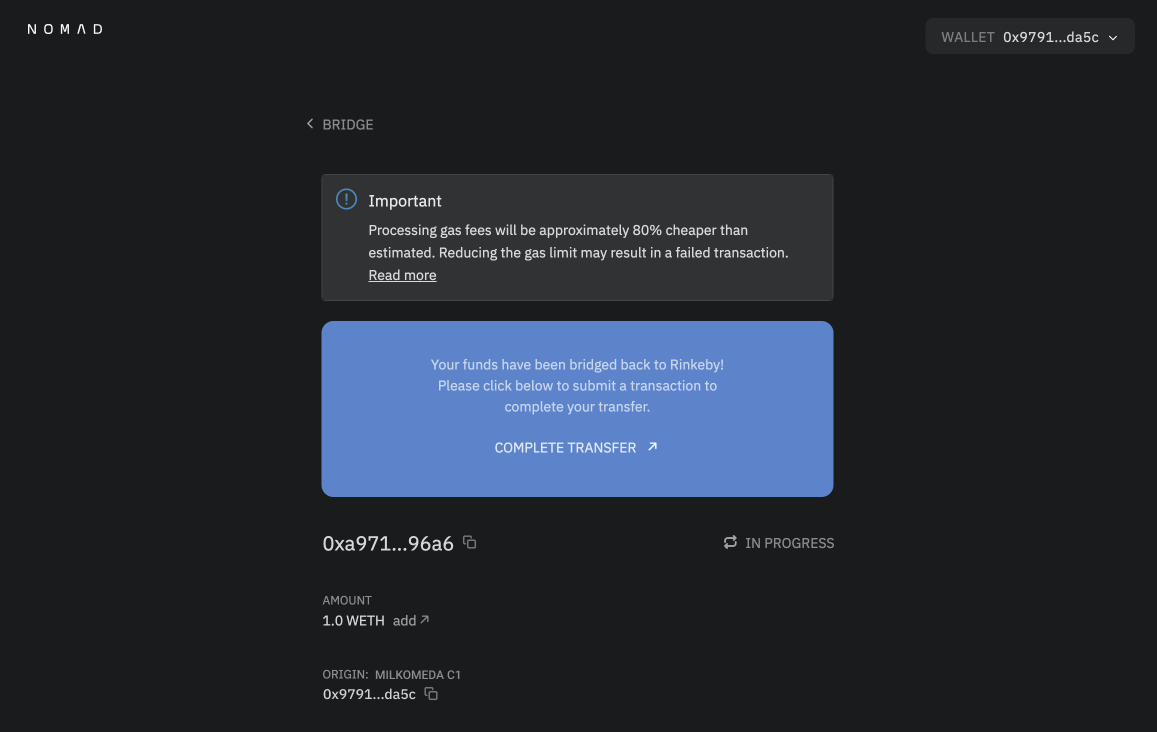 NOMAD
WALLET 0x9791...da5c
BRIDGE
Important
Processing gas fees will be approximately 80% cheaper than
estimated. Reducing the gas limit may result in a failed transaction.
Read more
Your funds have been bridged back to Rinkeby!
Please click below to submit a transaction to
complete your transfer.
COMPLETE TRANSFER
0xa971...96a6
IN PROGRESS
AMOUNT
1.0 WETH add
ORIGIN: MILKOMEDA C1
0x9791...da5c